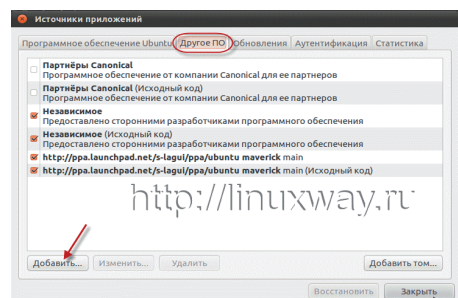 Источники приложений
Программное обеспечение Ubuntu Другое ПО Обновления Аутентификация Статистика
Партнёры Canonical
Программное обеспечение от компании Canonical для ее партнеров
Партнёры Canonical (Исходный код)
Программное обеспечение от компании Canonical для ее партнеров
Независимое
Предоставлено сторонними разработчиками программного обеспечения
Независимое (Исходный код)
Предоставлено сторонними разработчиками программного обеспечения
http://ppa.launchpad.net/s-lagui/ppa/ubuntu maverick main
http://ppa.launchpad.net/s-lagui/ppa/ubuntu maverick main (Исходный код)
http://linuxway.ru
Добавить... Изменить... Удалить Добавить том...
Восстановить Закрыть